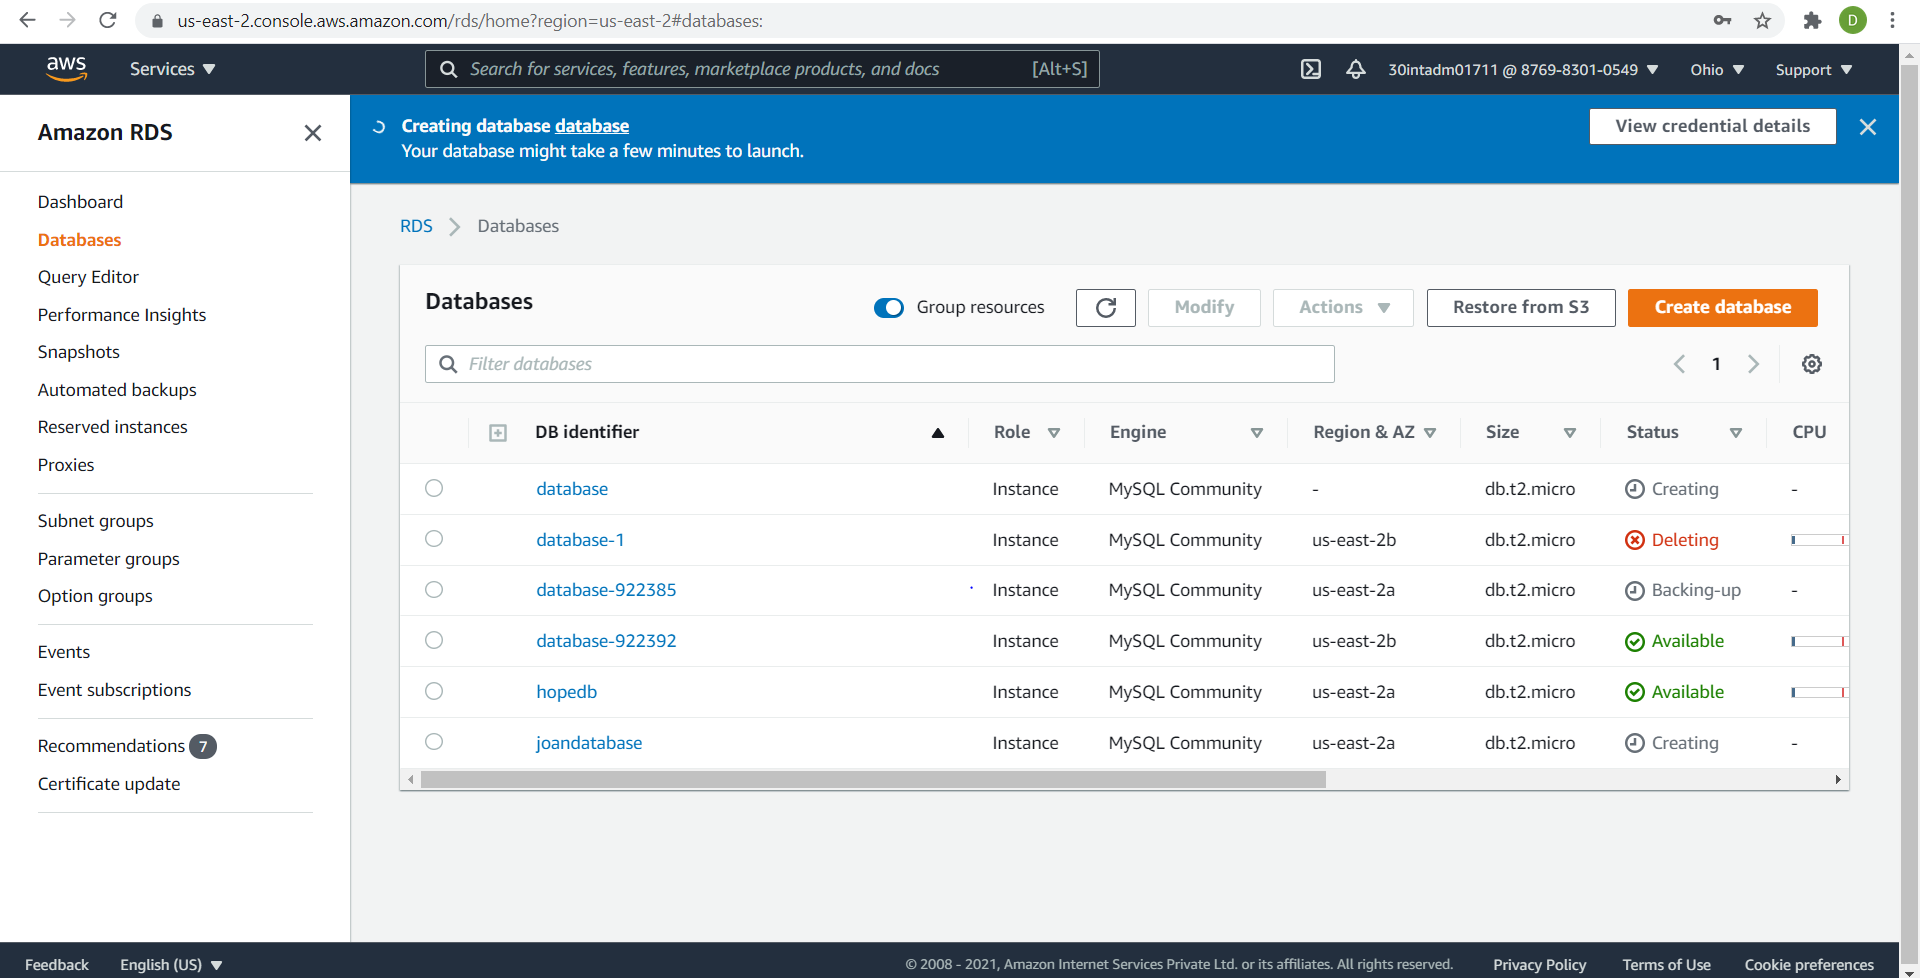 us-east-2.console.aws.amazon.com/rds/home?region=us-east-2#databases:
D
aws
Services
Search for services, features, marketplace products, and docs
[Alt+S]
30intadm01711 @ 8769-8301-0549
Ohio
Support
Amazon RDS
Dashboard
Databases
Query Editor
Performance Insights
Snapshots
Automated backups
Reserved instances
Proxies
Subnet groups
Parameter groups
Option groups
Events
Event subscriptions
Recommendations 7
Certificate update
Creating database database
Your database might take a few minutes to launch.
View credential details
RDS Databases
Databases
Group resources
Modify
Actions
Restore from S3
Create database
Filter databases
1
DB identifier Role Engine Region & AZ Size Status CPU
database Instance MySQL Community - db.t2.micro Creating -
database-1 Instance MySQL Community us-east-2b db.t2.micro Deleting
database-922385 Instance MySQL Community us-east-2a db.t2.micro Backing-up -
database-922392 Instance MySQL Community us-east-2b db.t2.micro Available
hopedb Instance MySQL Community us-east-2a db.t2.micro Available
joandatabase Instance MySQL Community us-east-2a db.t2.micro Creating -
Feedback
English (US)
© 2008 - 2021, Amazon Internet Services Private Ltd. or its affiliates. All rights reserved.
Privacy Policy
Terms of Use
Cookie preferences